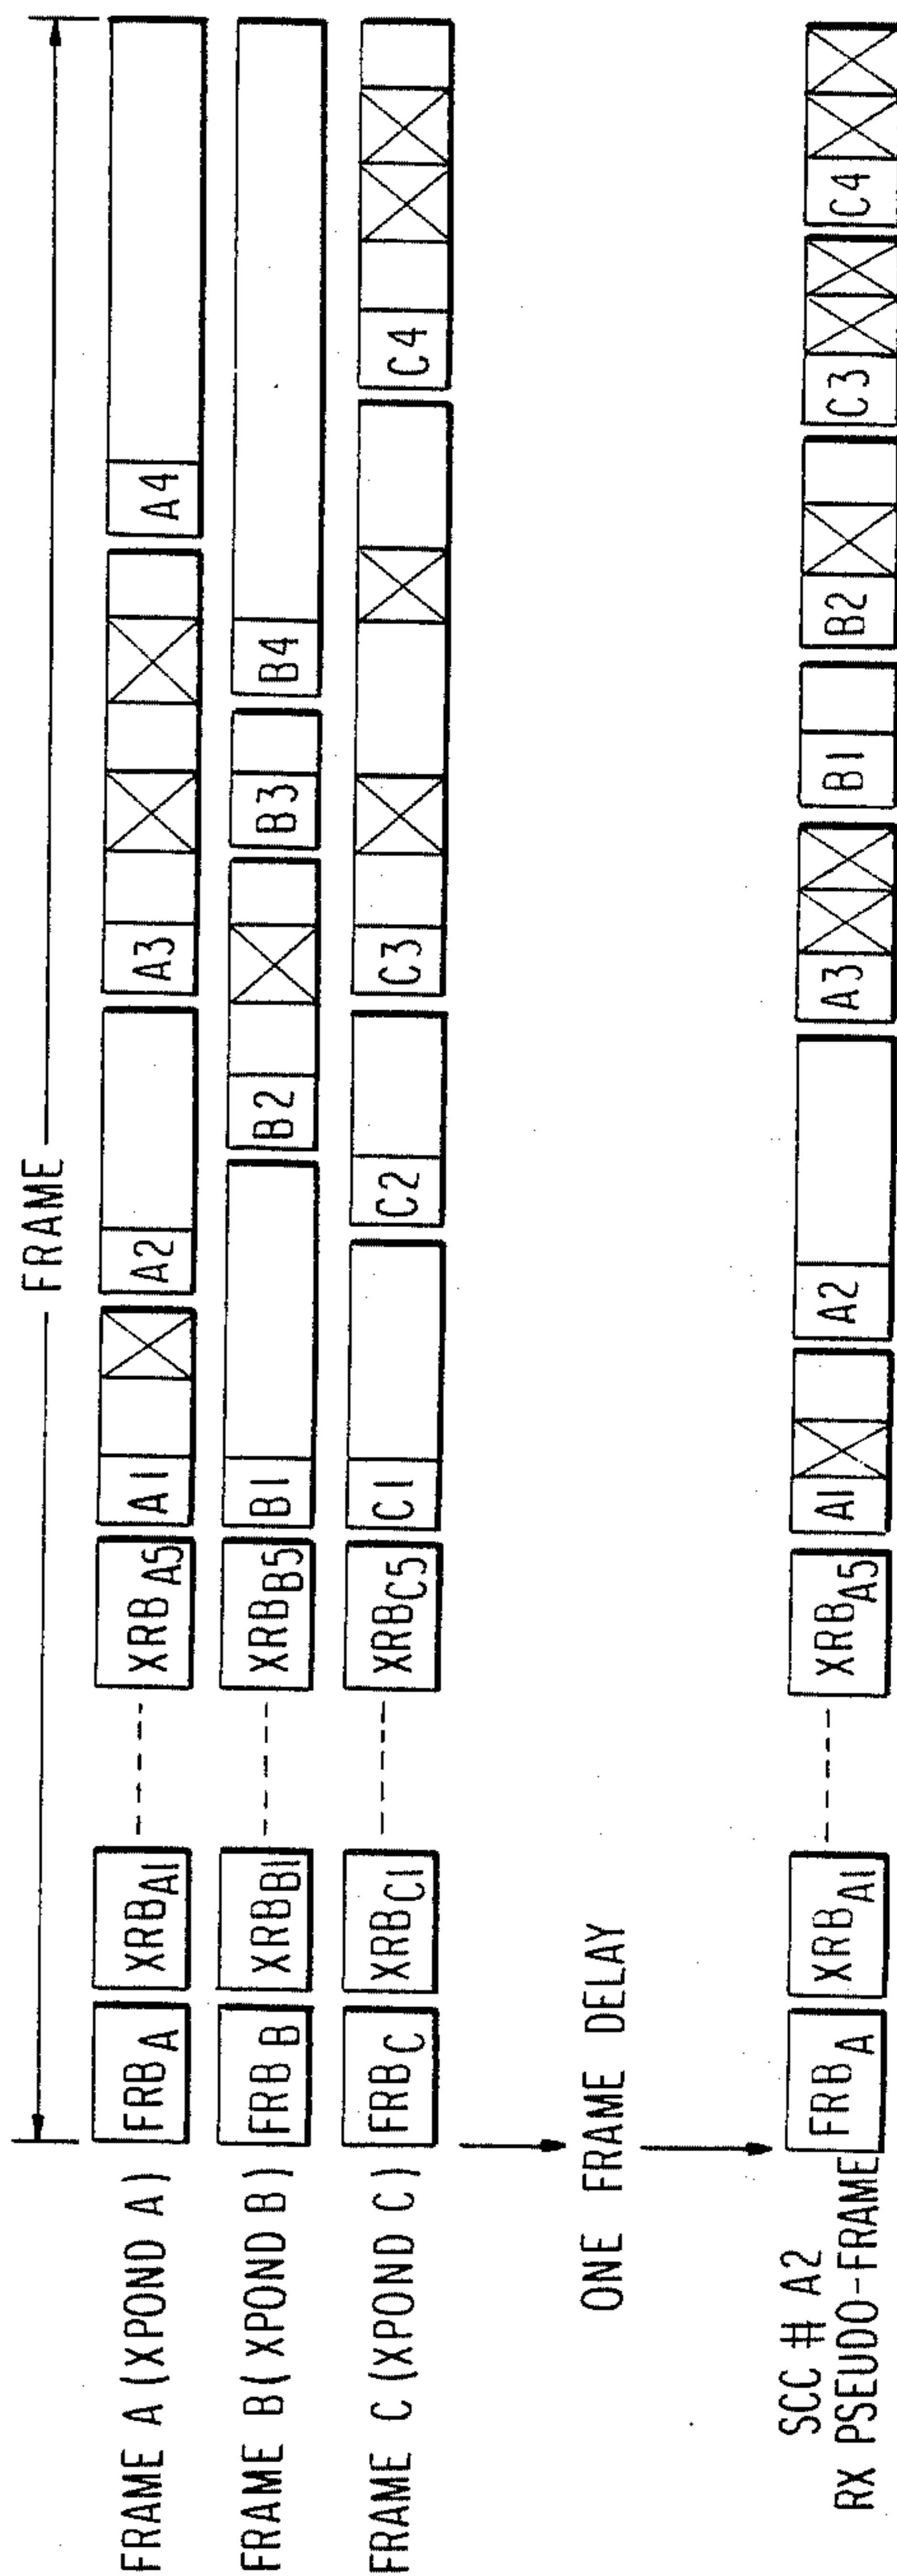 FRAME
FRAME A (XPOND A) FRB A XRB A1 XRB A5 A1 A2 A3 A4
FRAME B (XPOND B) FRB B XRB B1 XRB B5 B1 B2 B3 B4
FRAME C (XPOND C) FRB C XRB C1 XRB C5 C1 C2 C3 C4
ONE FRAME DELAY
SCC # A2
RX PSEUDO-FRAME
FRB A XRB A1 XRB A5 A1 A2 A3 B1 B2 C3 C4